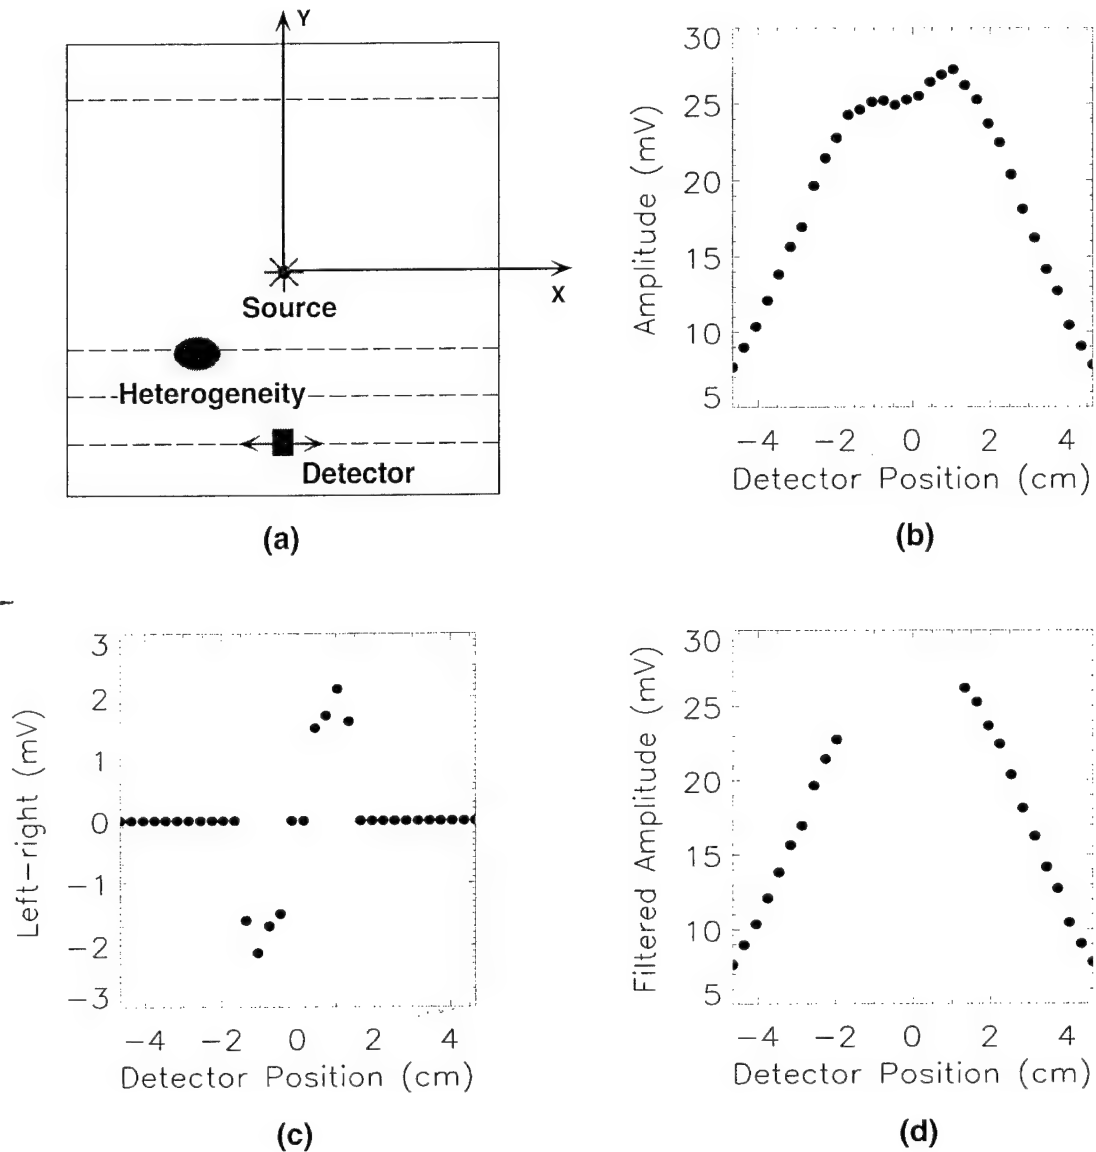 Y
X
Source
Heterogeneity
Detector
(a)
30
25
20
15
10
5
Amplitude (mV)
−4 −2 0 2 4
Detector Position (cm)
(b)
3
2
1
0
−1
−2
−3
Left−right (mV)
−4 −2 0 2 4
Detector Position (cm)
(c)
30
25
20
15
10
5
Filtered Amplitude (mV)
−4 −2 0 2 4
Detector Position (cm)
(d)